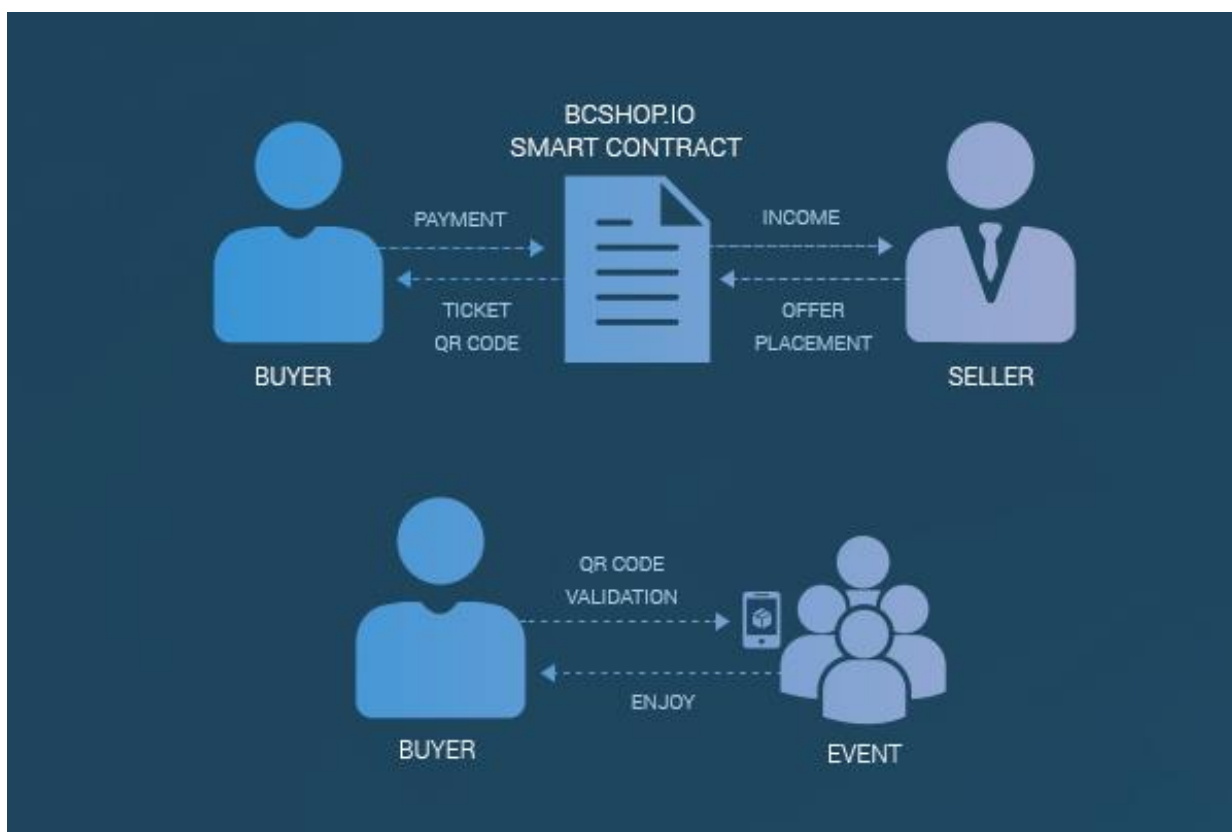 BCSHOP.IO
SMART CONTRACT
PAYMENT
INCOME
TICKET
QR CODE
OFFER
PLACEMENT
BUYER
SELLER
QR CODE
VALIDATION
ENJOY
BUYER
EVENT